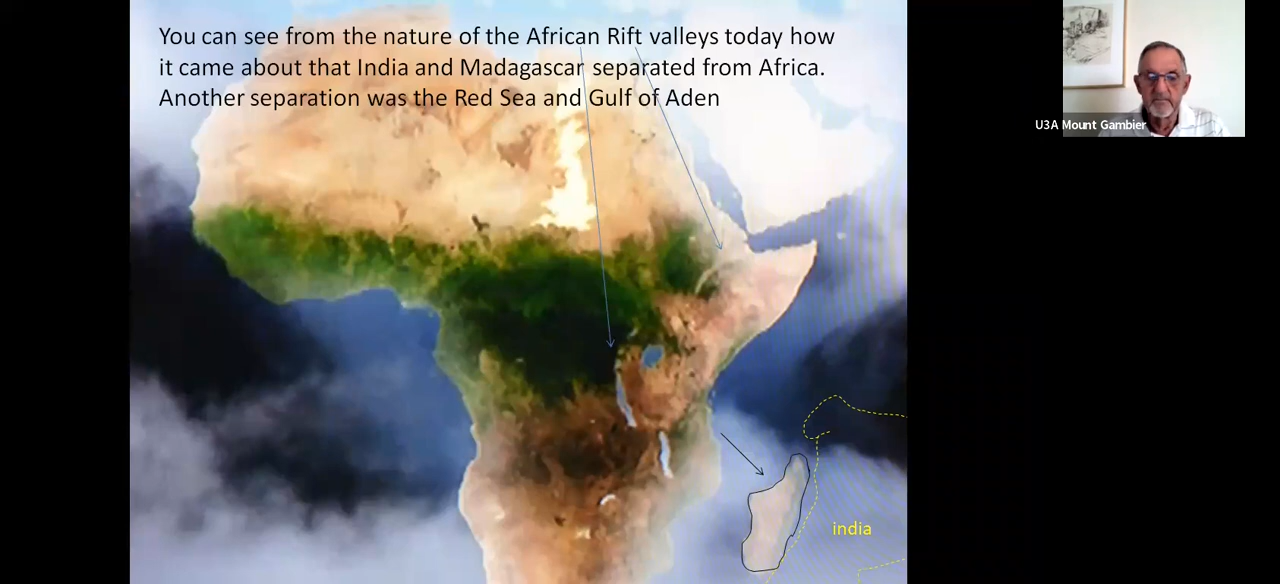 You can see from the nature of the African Rift valleys today how
it came about that India and Madagascar separated from Africa.
Another separation was the Red Sea and Gulf of Aden
U3A Mount Gambier
india